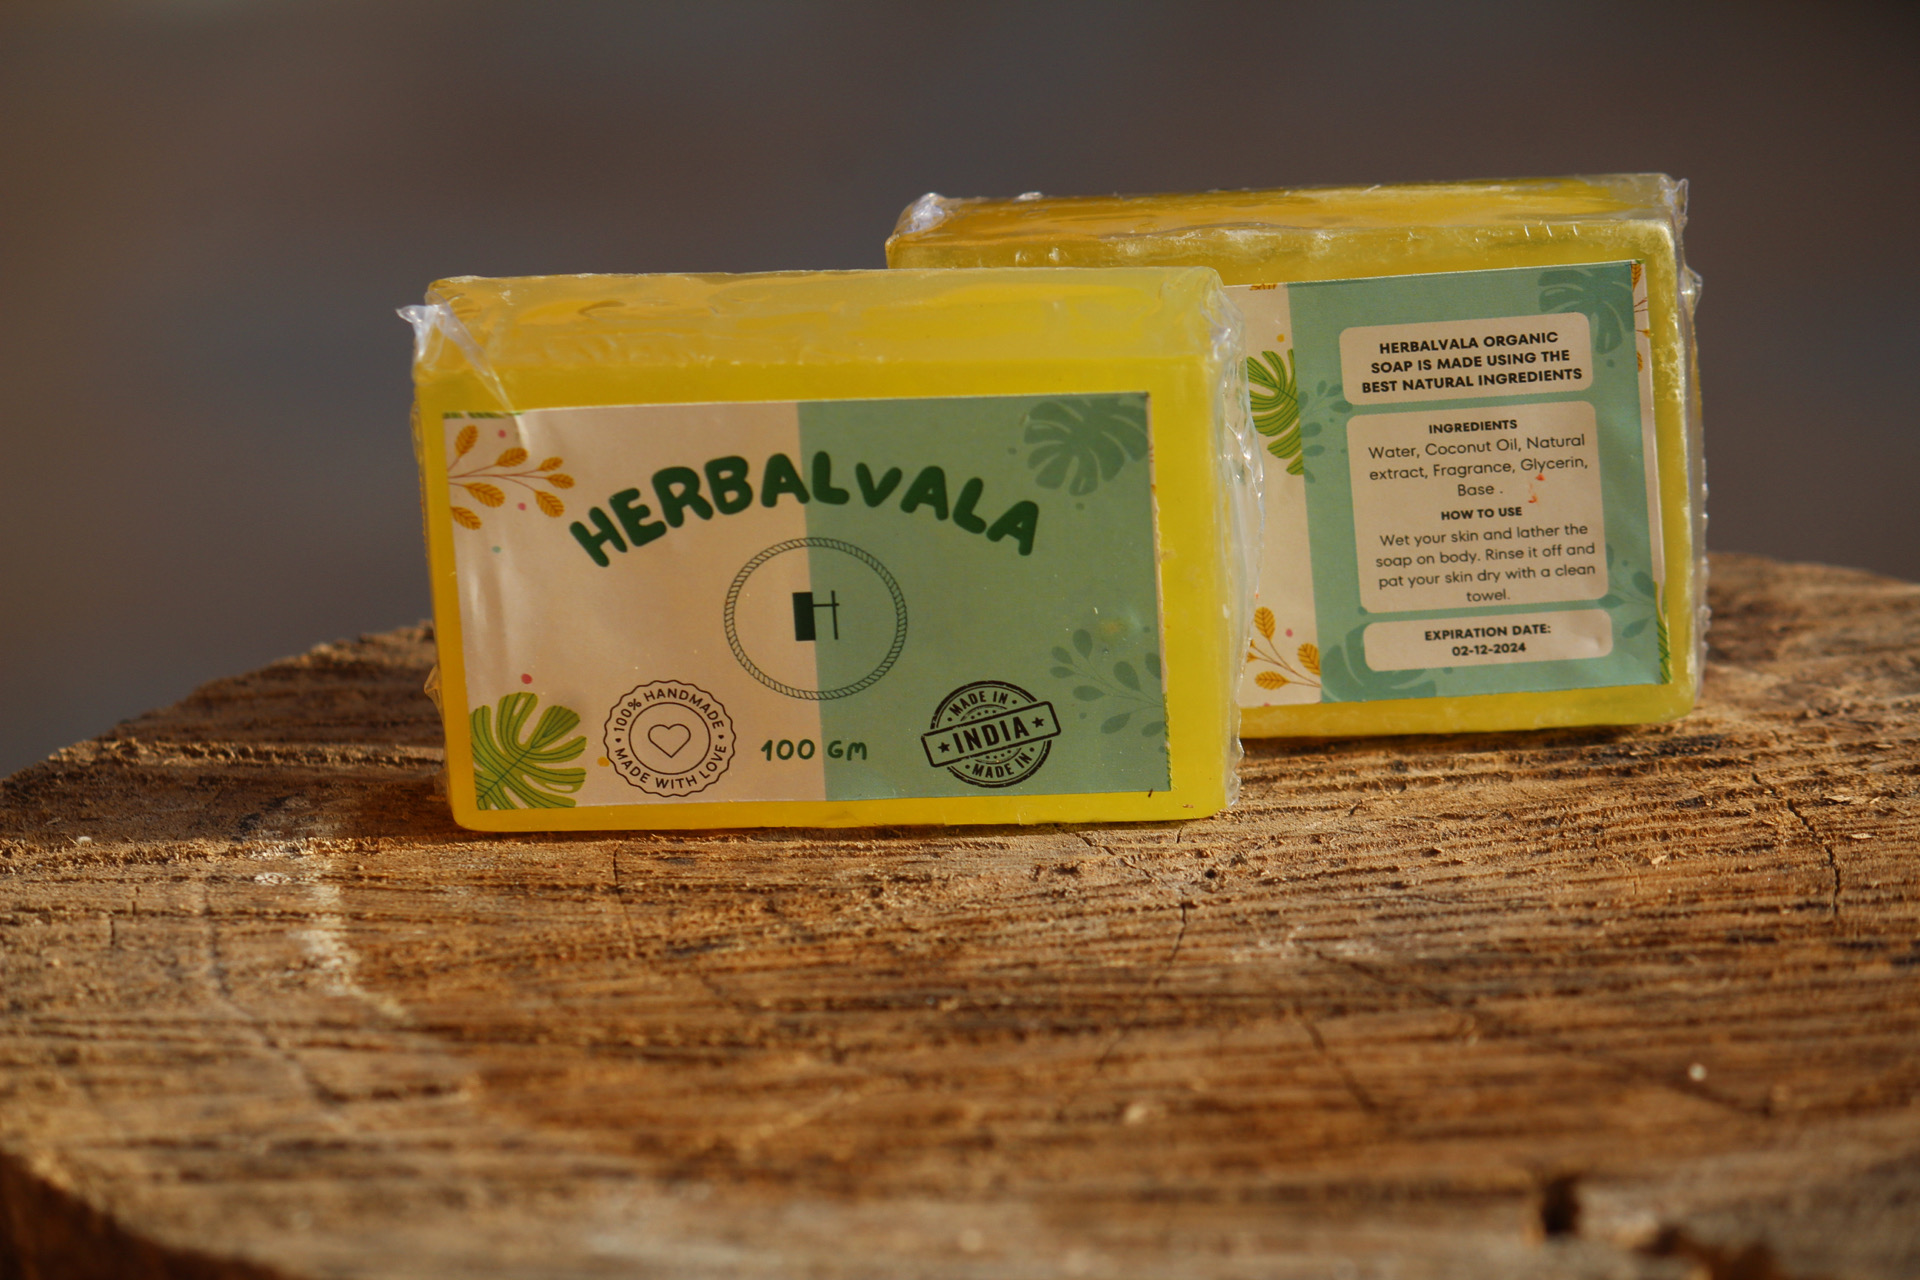 HERBALVALA
H
100% HANDMADE
MADE WITH LOVE
100 GM
MADE IN
INDIA
MADE IN
HERBALVALA ORGANIC
SOAP IS MADE USING THE
BEST NATURAL INGREDIENTS
INGREDIENTS
Water, Coconut Oil, Natural
extract, Fragrance, Glycerin,
Base .
HOW TO USE
Wet your skin and lather the
soap on body. Rinse it off and
pat your skin dry with a clean
towel.
EXPIRATION DATE:
02-12-2024